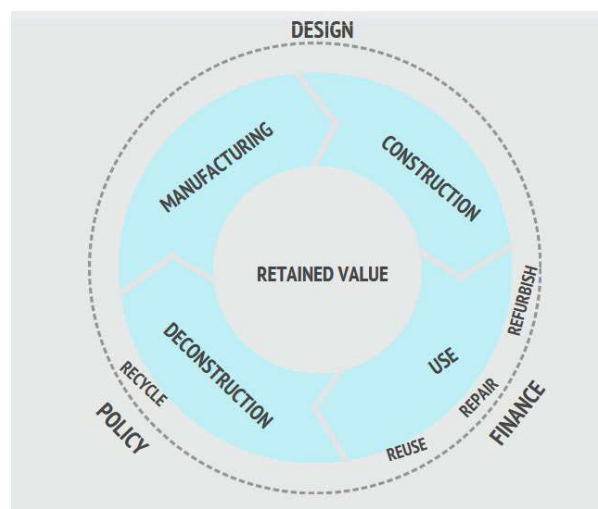 DESIGN
MANUFACTURING
CONSTRUCTION
RETAINED VALUE
REFURBISH
DECONSTRUCTION
USE
RECYCLE
REPAIR
POLICY
FINANCE
REUSE